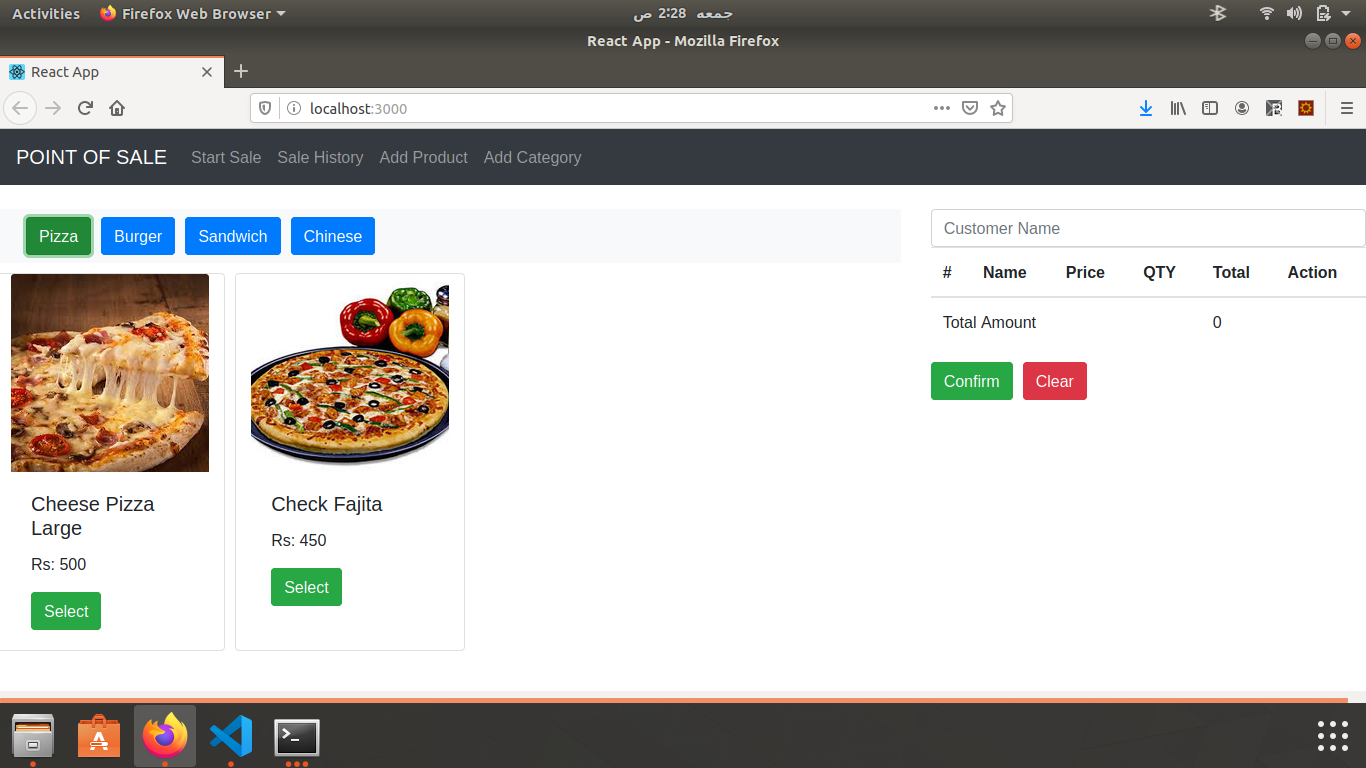 Activities Firefox Web Browser جمعه 2:28 ص
React App - Mozilla Firefox
React App
localhost:3000
POINT OF SALE Start Sale Sale History Add Product Add Category
Pizza Burger Sandwich Chinese
Cheese Pizza
Large
Rs: 500
Select
Check Fajita
Rs: 450
Select
Customer Name
# Name Price QTY Total Action
Total Amount 0
Confirm Clear